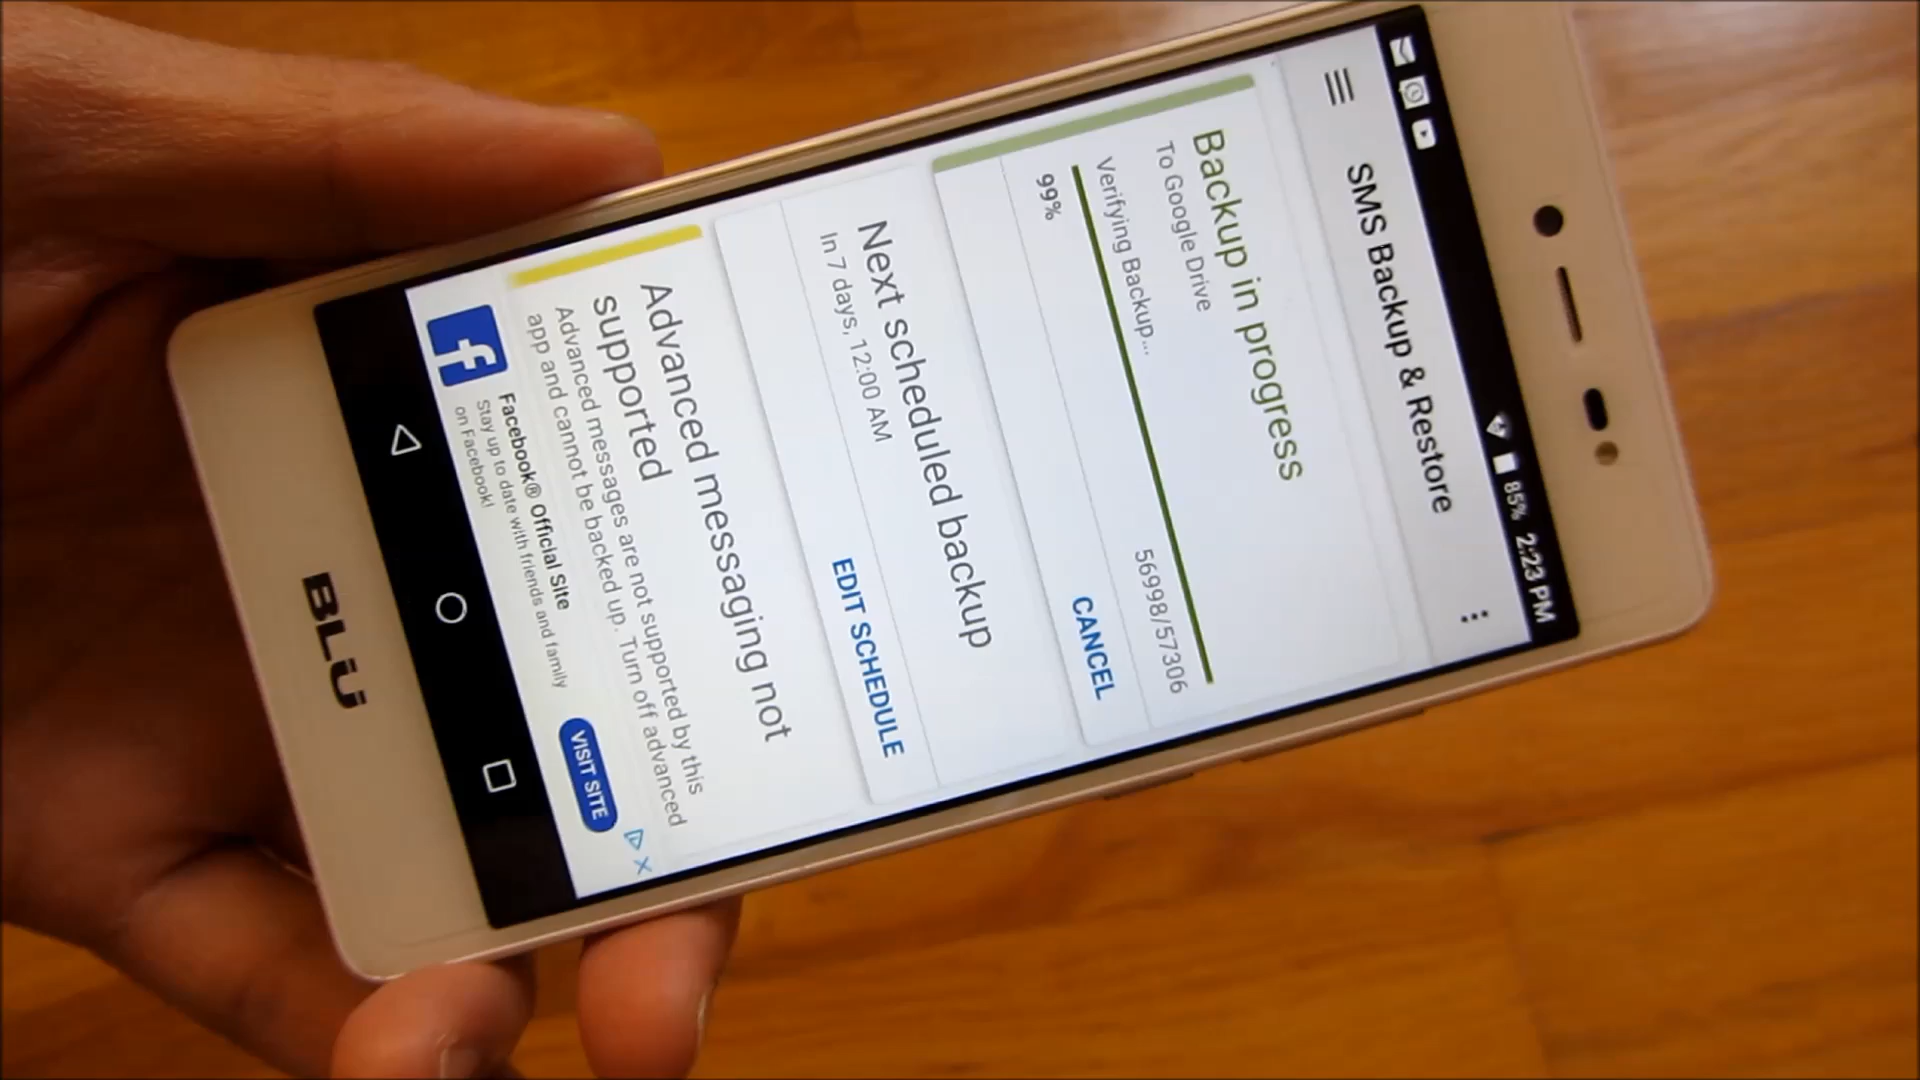 85% 2:23 PM
SMS Backup & Restore
Backup in progress
To Google Drive
Verifying Backup...
99%
56998/57306
CANCEL
Next scheduled backup
In 7 days, 12:00 AM
EDIT SCHEDULE
Advanced messaging not
supported
Advanced messages are not supported by this
app and cannot be backed up. Turn off advanced
Facebook® Official Site
Stay up to date with friends and family
on Facebook!
VISIT SITE
BLU